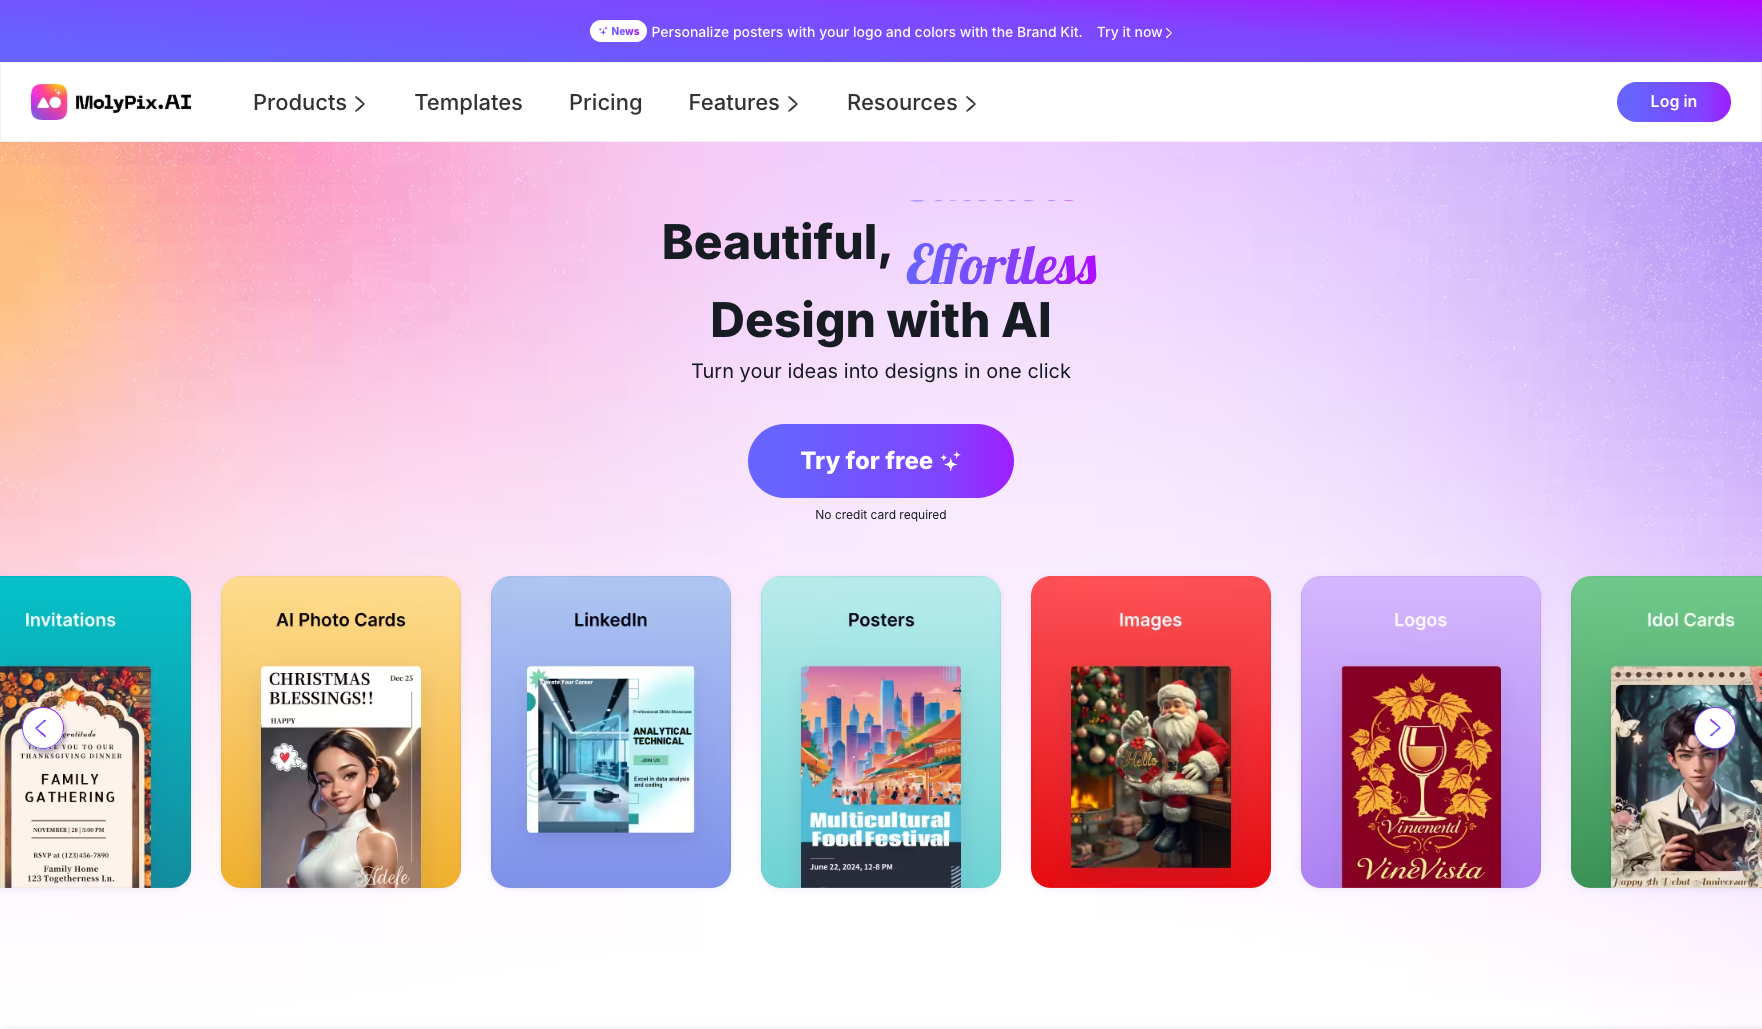 News Personalize posters with your logo and colors with the Brand Kit. Try it now
MolyPix.AI
Products
Templates
Pricing
Features
Resources
Log in
Beautiful, Effortless
Design with AI
Turn your ideas into designs in one click
Try for free
No credit card required
Invitations
gratitude
YOU TO OUR
THANKSGIVING DINNER
FAMILY
GATHERING
NOVEMBER | 28 | 5:00 PM
RSVP at (123)456-7890
Family Home
123 Togetherness Ln.
AI Photo Cards
CHRISTMAS
BLESSINGS!!
Dec 25
HAPPY
Adele
LinkedIn
Your Career
Professional Skills Showcase
ANALYTICAL
TECHNICAL
JOIN US
Excel in data analysis
and coding
Posters
Multicultural
Food Festival
June 22, 2024, 12-8 PM
Images
Hello
Logos
VineVista
Idol Cards
Happy 5th Debut Anniversary